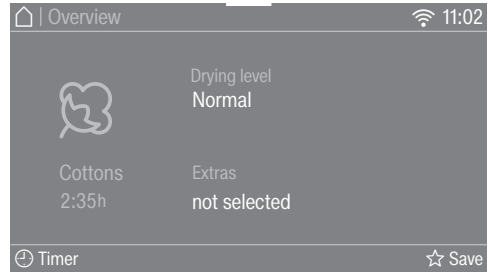 | Overview
11:02
Drying level
Normal
Cottons
2:35h
Extras
not selected
Timer
Save